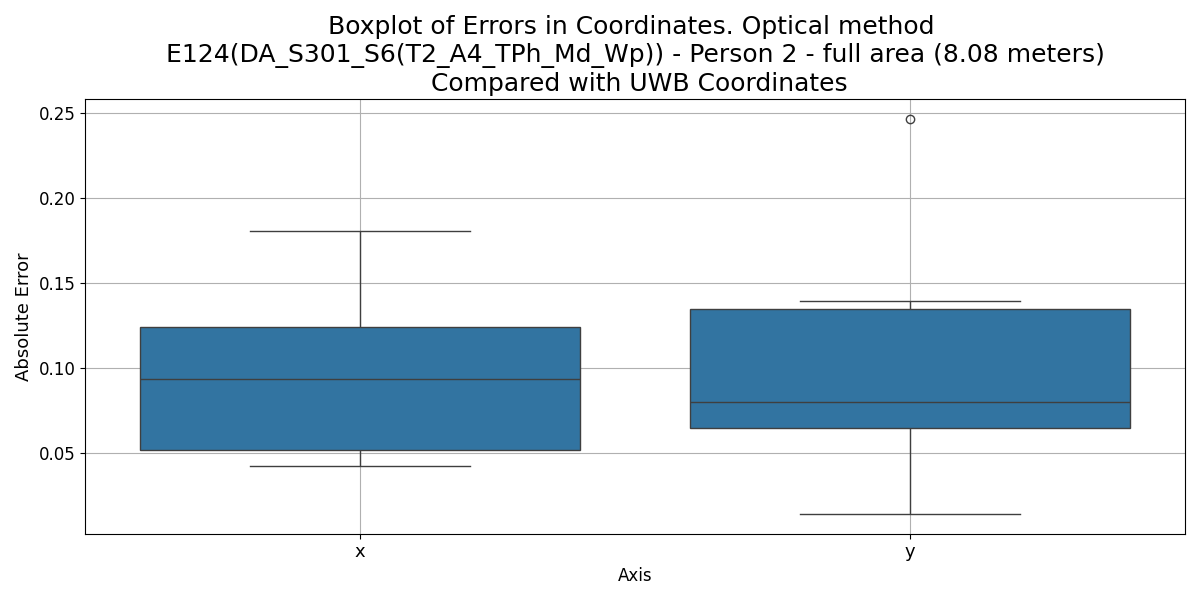 Boxplot of Errors in Coordinates. Optical method
E124(DA_S301_S6(T2_A4_TPh_Md_Wp)) - Person 2 - full area (8.08 meters)
Compared with UWB Coordinates
0.25
0.20
0.15
0.10
0.05
Absolute Error
x
y
Axis